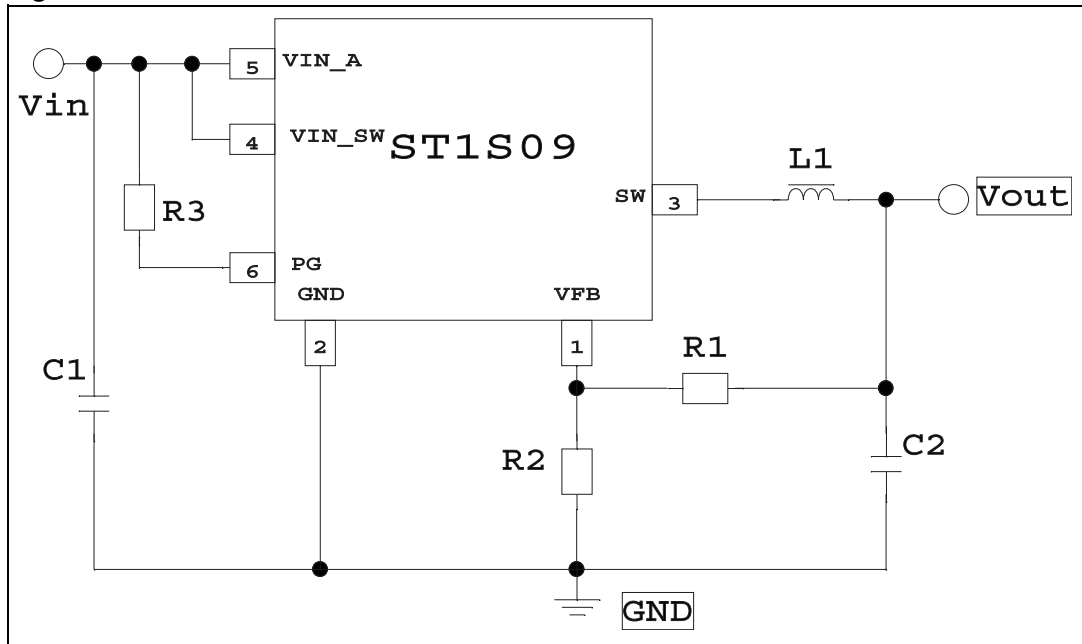 5
VIN_A
Vin
4
VIN_SW
ST1S09
L1
R3
SW
3
Vout
6
PG
GND
VFB
2
1
R1
C1
R2
C2
GND